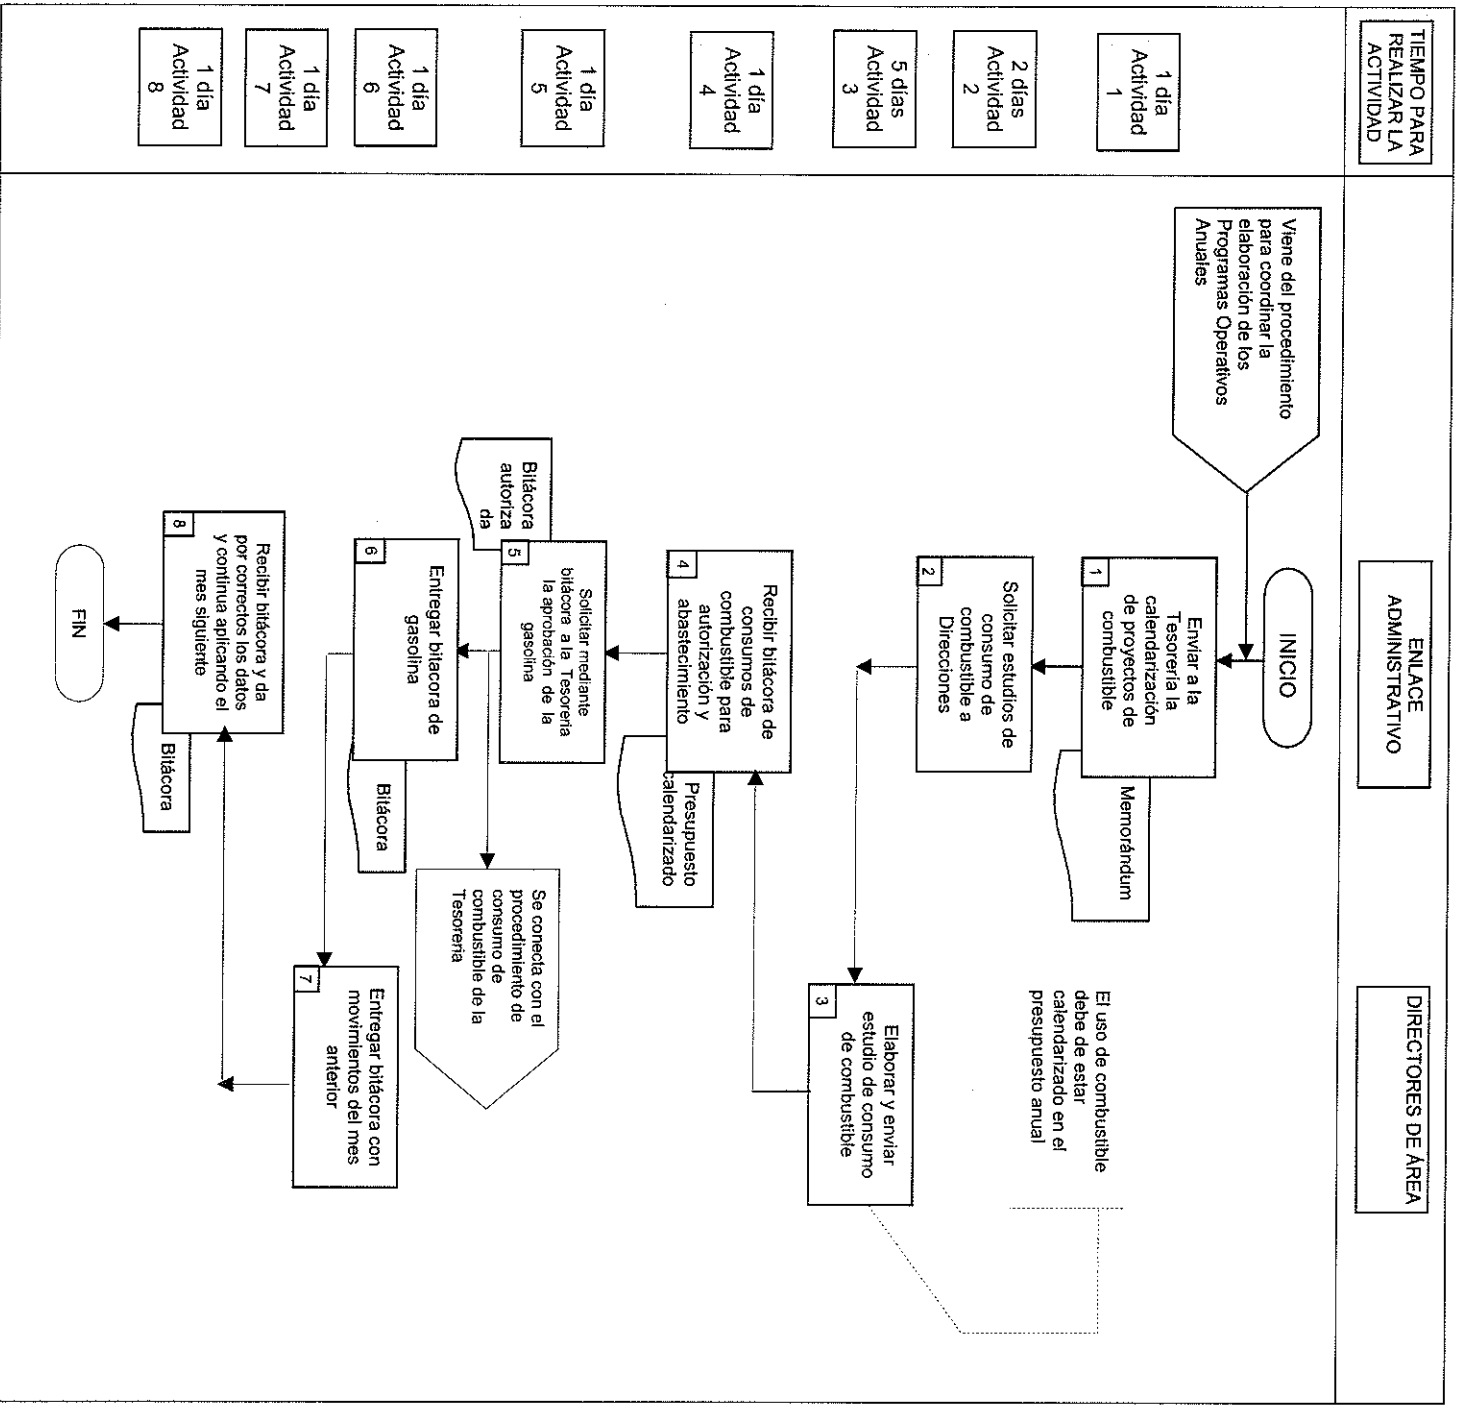 TIEMPO PARA
REALIZAR LA
ACTIVIDAD
ENLACE
ADMINISTRATIVO
DIRECTORES DE ÁREA
INICIO
Viene del procedimiento
para coordinar la
elaboración de los
Programas Operativos
Anuales
1 día
Actividad
1
Enviar a la
Tesorería la
calendarización
de proyectos de
combustible
1
Memorándum
El uso de combustible
debe de estar
calendarizado en el
presupuesto anual
2 días
Actividad
2
Solicitar estudios de
consumo de
combustible a
Direcciones
2
5 días
Actividad
3
Elaborar y enviar
estudio de consumo
de combustible
3
1 día
Actividad
4
Recibir bitácora de
consumos de
combustible para
autorización y
abastecimiento
4
Presupuesto
calendarizado
1 día
Actividad
5
Solicitar mediante
bitácora a la Tesoreria
la aprobación de la
gasolina
5
Bitácora
autoriza
da
Se conecta con el
procedimiento de
consumo de
combustible de la
Tesoreria
1 día
Actividad
6
Entregar bitacora de
gasolina
6
Bitácora
1 día
Actividad
7
Entregar bitácora con
movimientos del mes
anterior
7
1 día
Actividad
8
Recibir bitácora y da
por correctos los datos
y continua aplicando el
mes siguiente
8
Bitácora
FIN